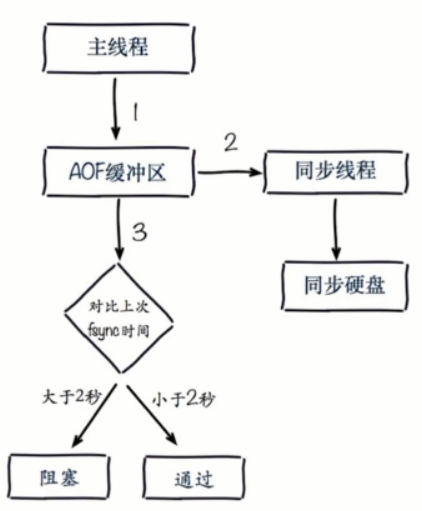 主线程
1
AOF缓冲区
2
同步线程
3
同步硬盘
对比上次
fsync时间
大于2秒
小于2秒
阻塞
通过